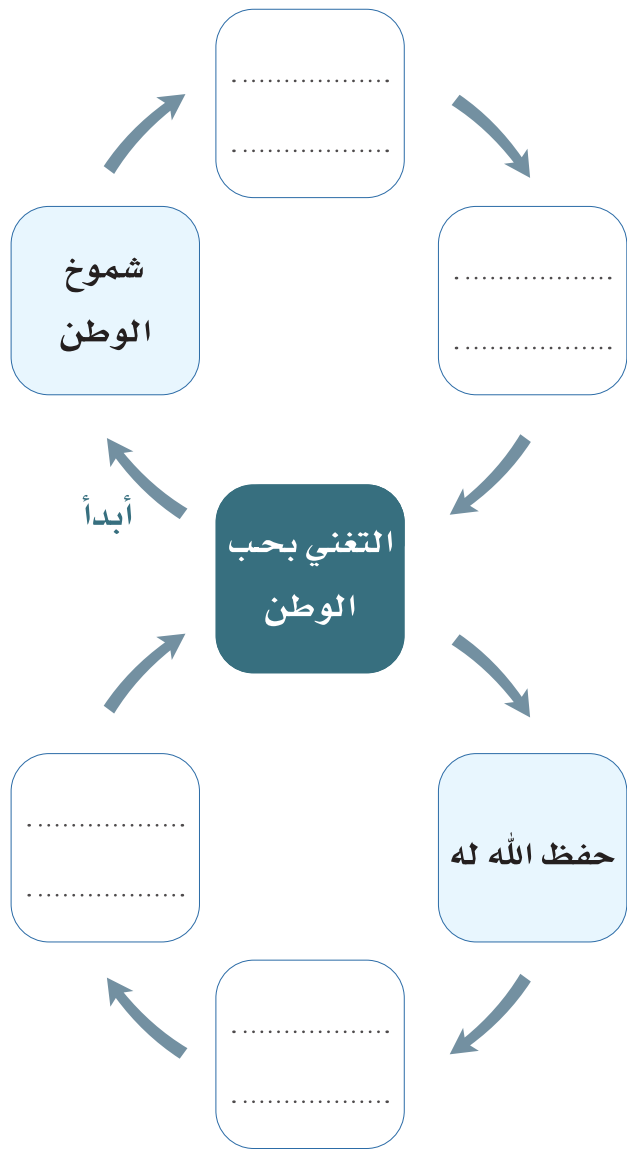 شموخ
الوطن
أبدأ
التغني بحب
الوطن
حفظ الله له